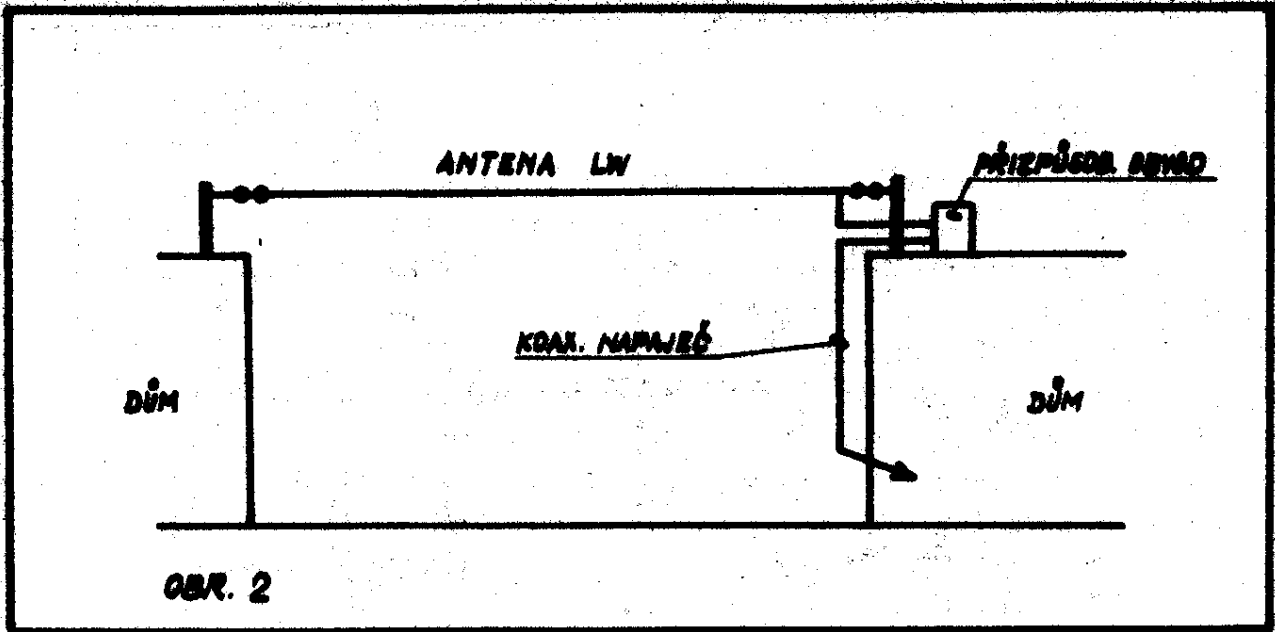 ANTENA LW
PŘIZPŮSOB. OBVOD
KOAX. NAPAJEČ
DŮM
DŮM
OBR. 2